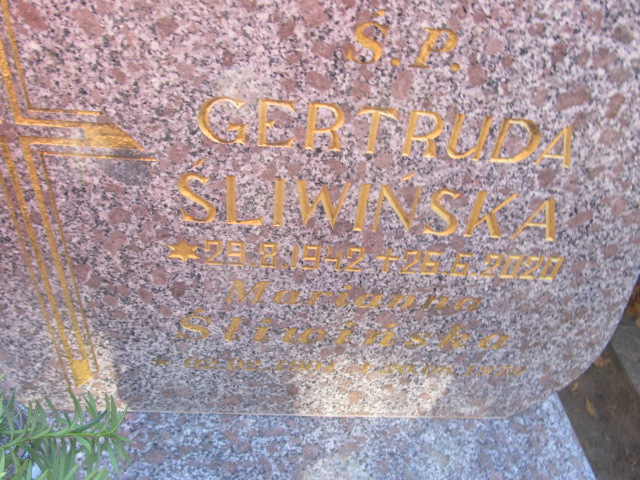 Ś.P.
GERTRUDA
ŚLIWIŃSKA
29.8.1942 + 26.6.2020
Marianna
Śliwińska